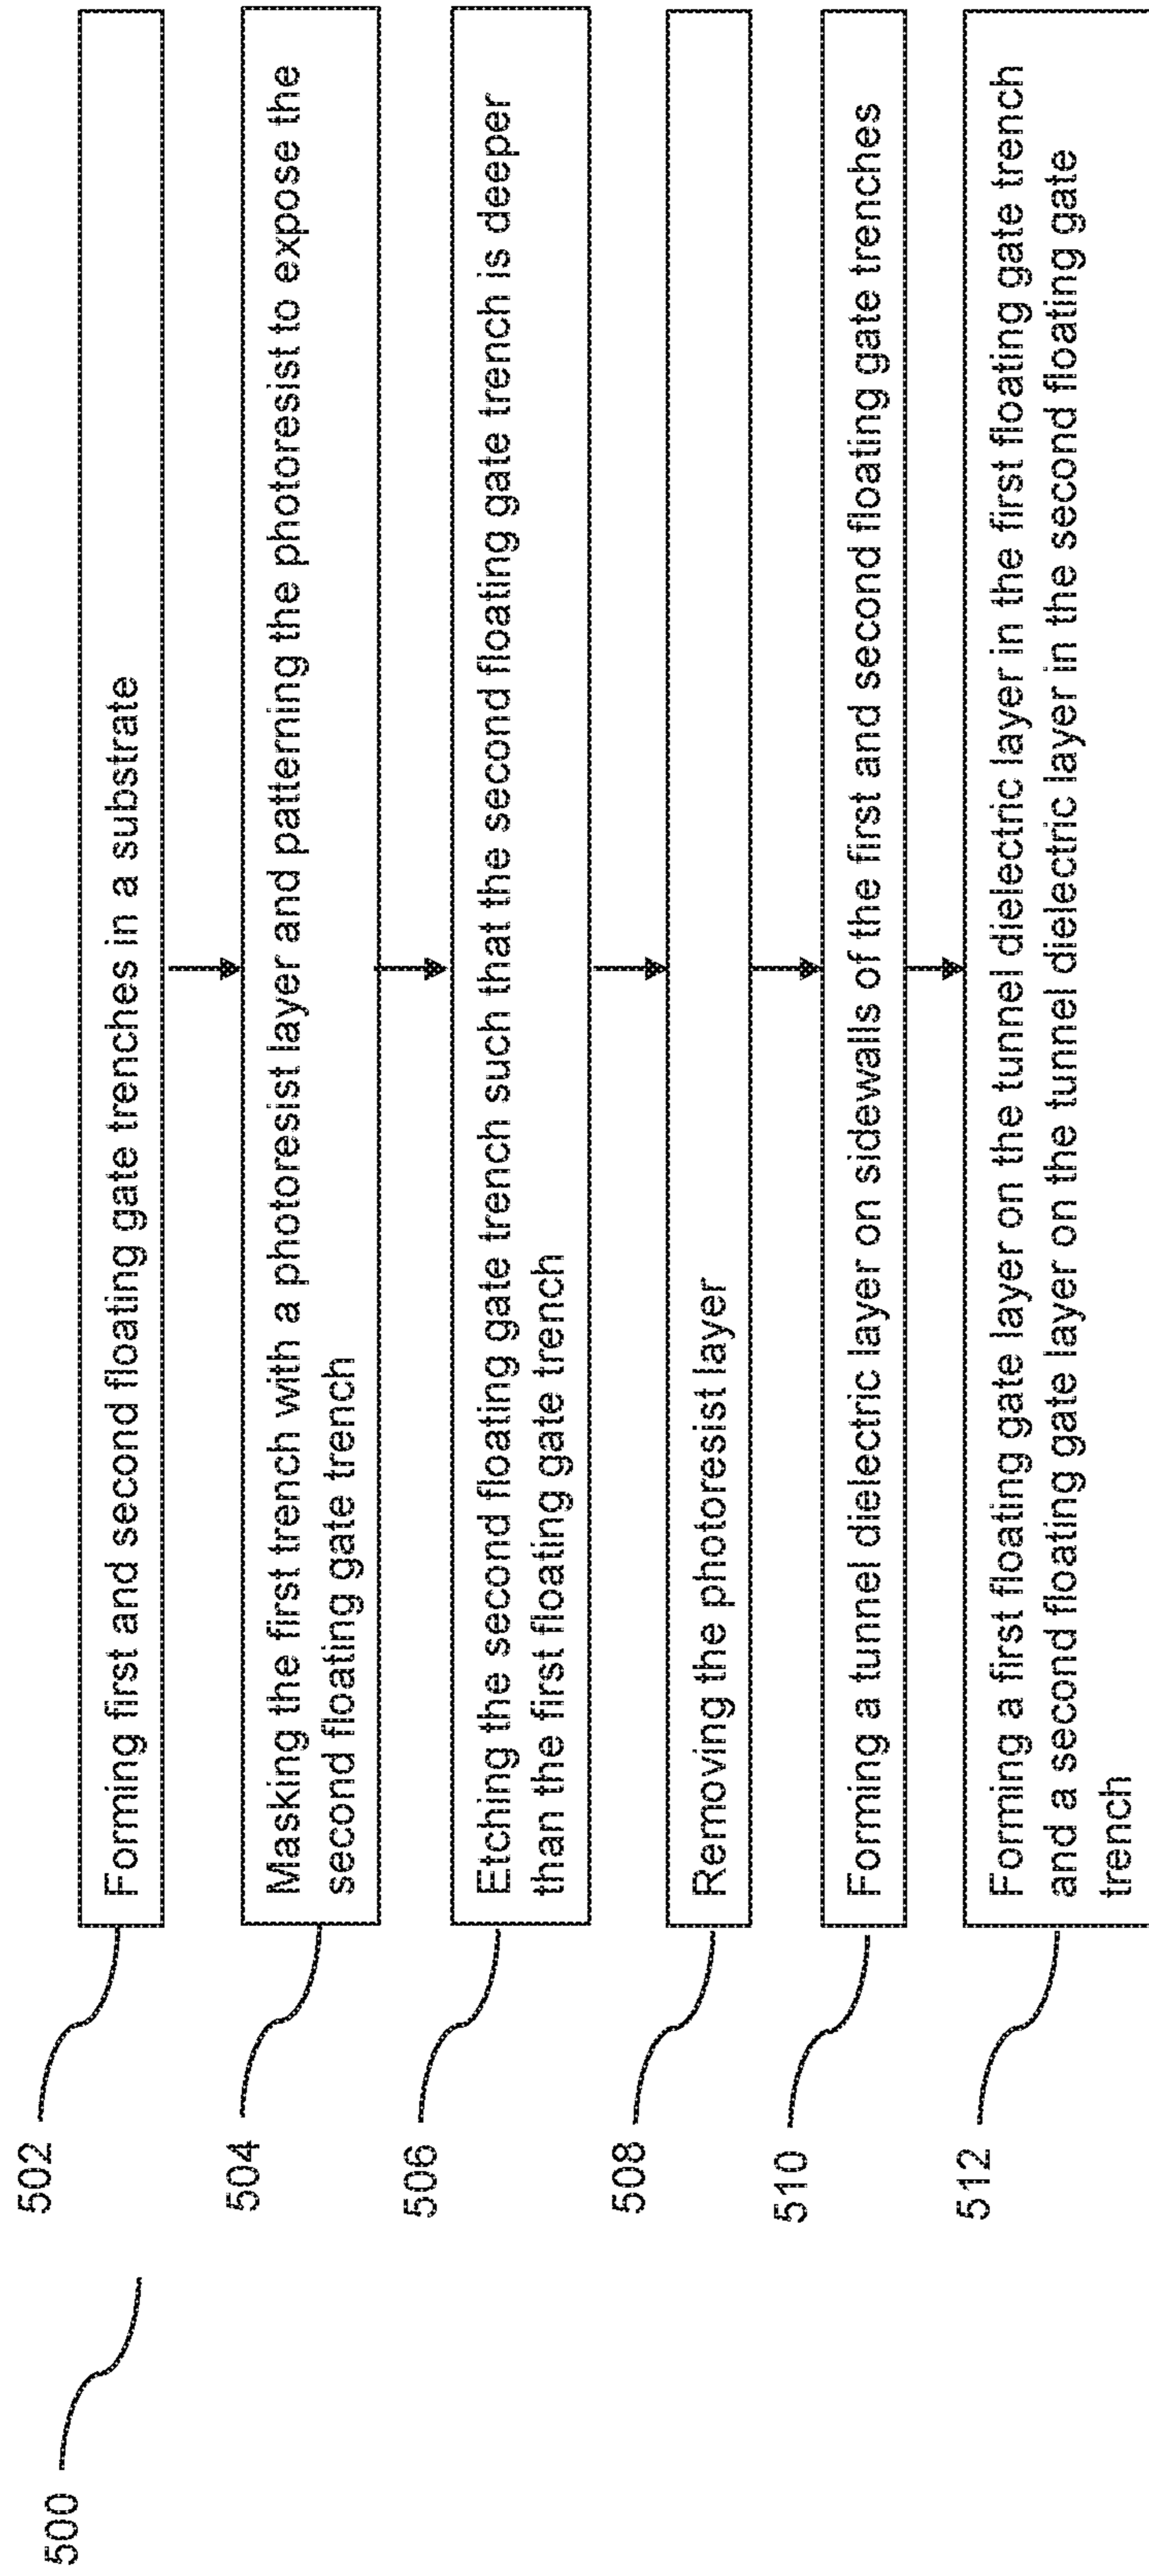 500
502
Forming first and second floating gate trenches in a substrate
504
Masking the first trench with a photoresist layer and patterning the photoresist to expose the
second floating gate trench
506
Etching the second floating gate trench such that the second floating gate trench is deeper
than the first floating gate trench
508
Removing the photoresist layer
510
Forming a tunnel dielectric layer on sidewalls of the first and second floating gate trenches
512
Forming a first floating gate layer on the tunnel dielectric layer in the first floating gate trench
and a second floating gate layer on the tunnel dielectric layer in the second floating gate
trench